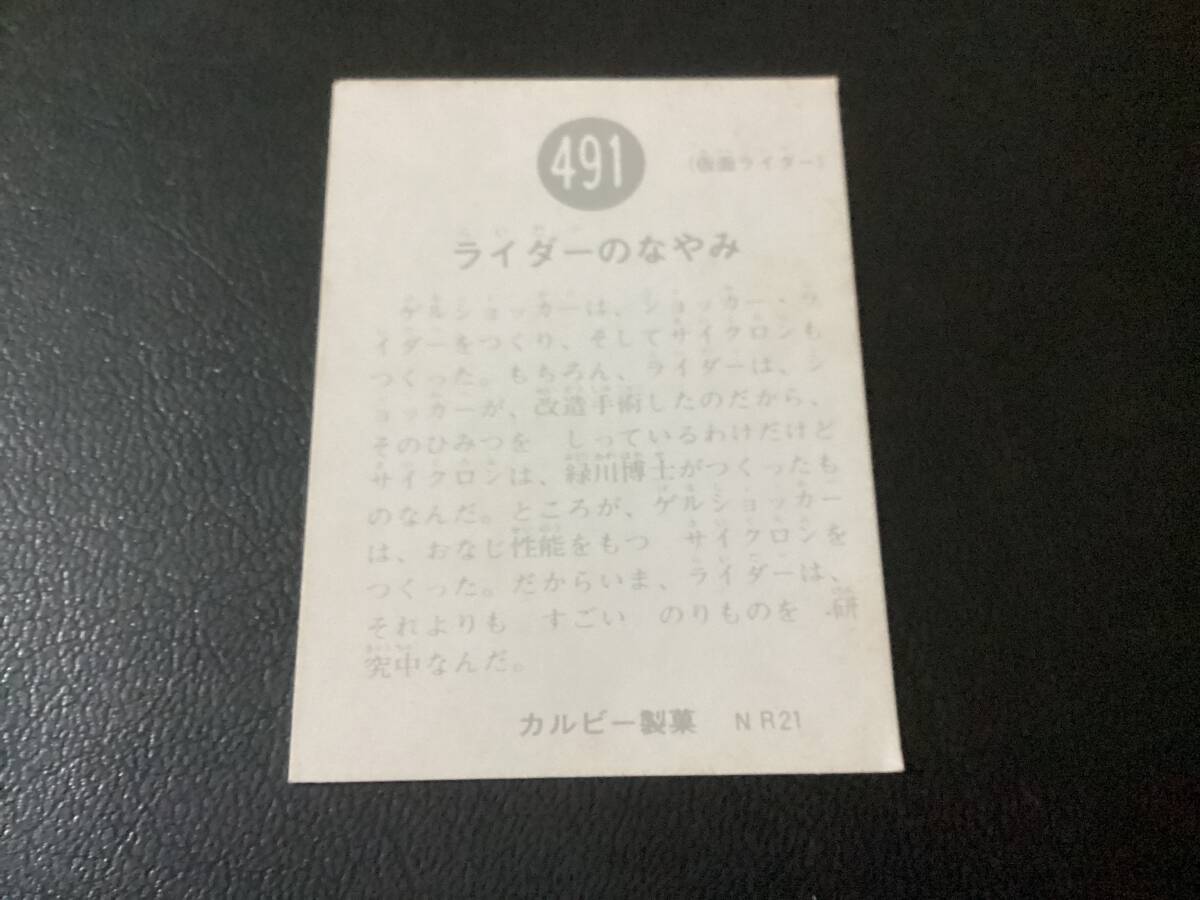 491
(仮面ライダー)
ライダーのなやみ
ゲルショッカーは、ショッカー・ラ
イダーをつくり、そしてサイクロンも
つくった。もちろん、ライダーは、シ
ョッカーが、改造手術したのだから、
そのひみつを しっているわけだけど
サイクロンは、緑川博士がつくったも
のなんだ。ところが、ゲルショッカー
は、おなじ性能をもつ サイクロンを
つくった。だからいま、ライダーは、
それよりも すごい のりものを 研
究中なんだ。
カルビー製菓 NR21